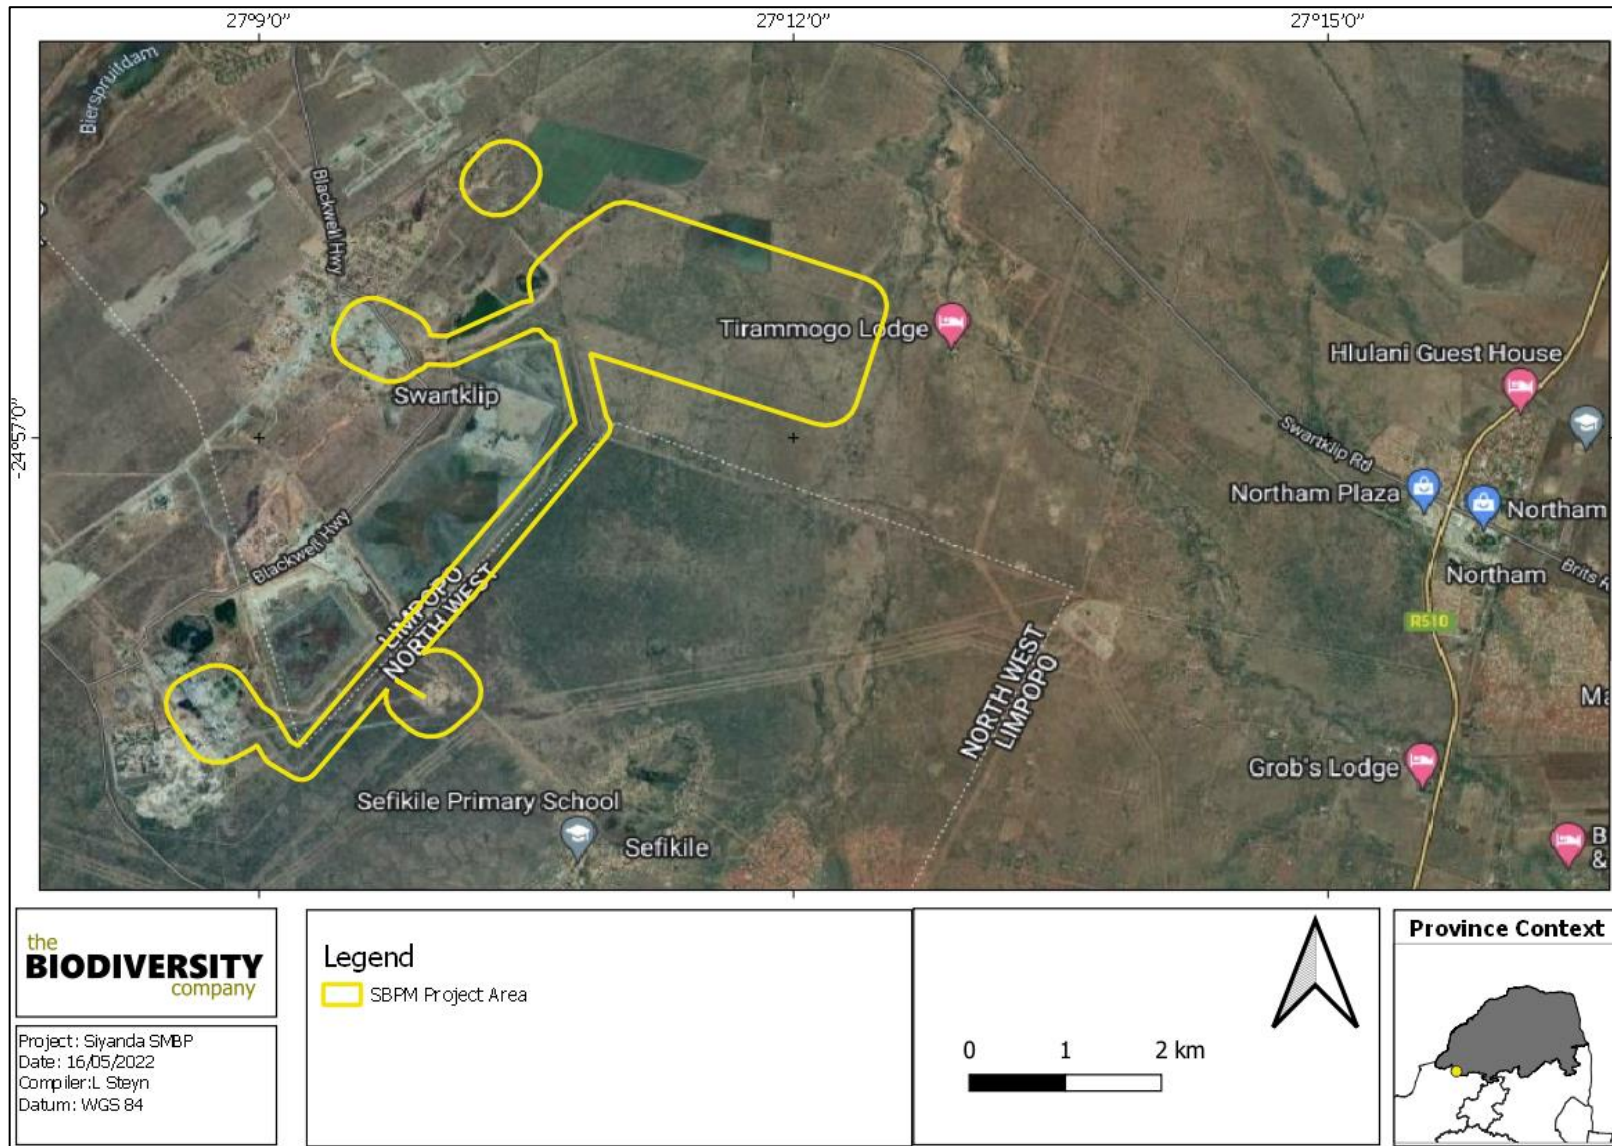 27°9'0"
27°12'0"
27°15'0"
-24°57'0"
Bierspruitdam
Blackwell Hwy
Tirammogo Lodge
Hlulani Guest House
Swartklip
Swartklip Rd
Northam Plaza
Northam
Blackwell Hwy
Northam
Brits R
LIMPOPO
NORTH WEST
R510
NORTH WEST
LIMPOPO
Ma
Grob's Lodge
Sefikile Primary School
Sefikile
B
&
the
BIODIVERSITY
company
Project: Siyanda SMBP
Date: 16/05/2022
Compiler:L Steyn
Datum: WGS 84
Legend
SBPM Project Area
0 1 2 km
Province Context